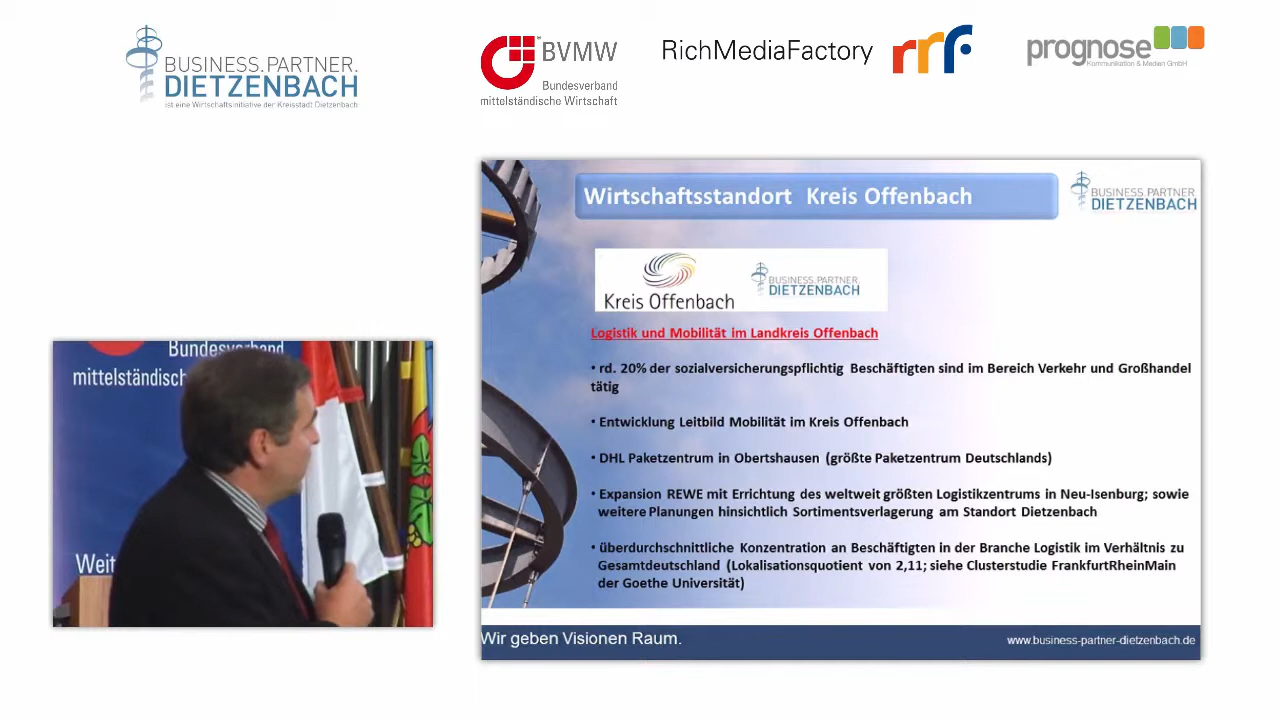 BUSINESS.PARTNER.
DIETZENBACH
ist eine Wirtschaftsinitiative der Kreisstadt Dietzenbach
BVMW
Bundesverband
mittelständische Wirtschaft
RichMediaFactory
rrf
prognose
Kommunikation & Medien GmbH
Wirtschaftsstandort Kreis Offenbach
BUSINESS.PARTNER
DIETZENBACH
Kreis Offenbach
BUSINESS.PARTNER.
DIETZENBACH
Logistik und Mobilität im Landkreis Offenbach
• rd. 20% der sozialversicherungspflichtig Beschäftigten sind im Bereich Verkehr und Großhandel
tätig
• Entwicklung Leitbild Mobilität im Kreis Offenbach
• DHL Paketzentrum in Obertshausen (größte Paketzentrum Deutschlands)
• Expansion REWE mit Errichtung des weltweit größten Logistikzentrums in Neu-Isenburg; sowie
weitere Planungen hinsichtlich Sortimentsverlagerung am Standort Dietzenbach
• überdurchschnittliche Konzentration an Beschäftigten in der Branche Logistik im Verhältnis zu
Gesamtdeutschland (Lokalisationsquotient von 2,11; siehe Clusterstudie FrankfurtRheinMain
der Goethe Universität)
Wir geben Visionen Raum.
www.business-partner-dietzenbach.de
Bundesverband
mittelständisch
Weit